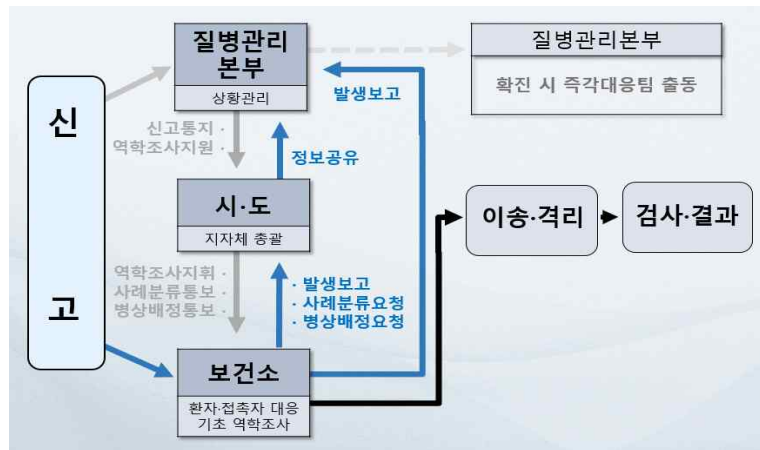 신
고
질병관리
본부
상황관리
신고통지 ·
역학조사지원 ·
정보공유
발생보고
시·도
지자체 총괄
역학조사지휘 ·
사례분류통보 ·
병상배정통보 ·
· 발생보고
· 사례분류요청
· 병상배정요청
보건소
환자·접촉자 대응
기초 역학조사
질병관리본부
확진 시 즉각대응팀 출동
이송·격리
검사·결과